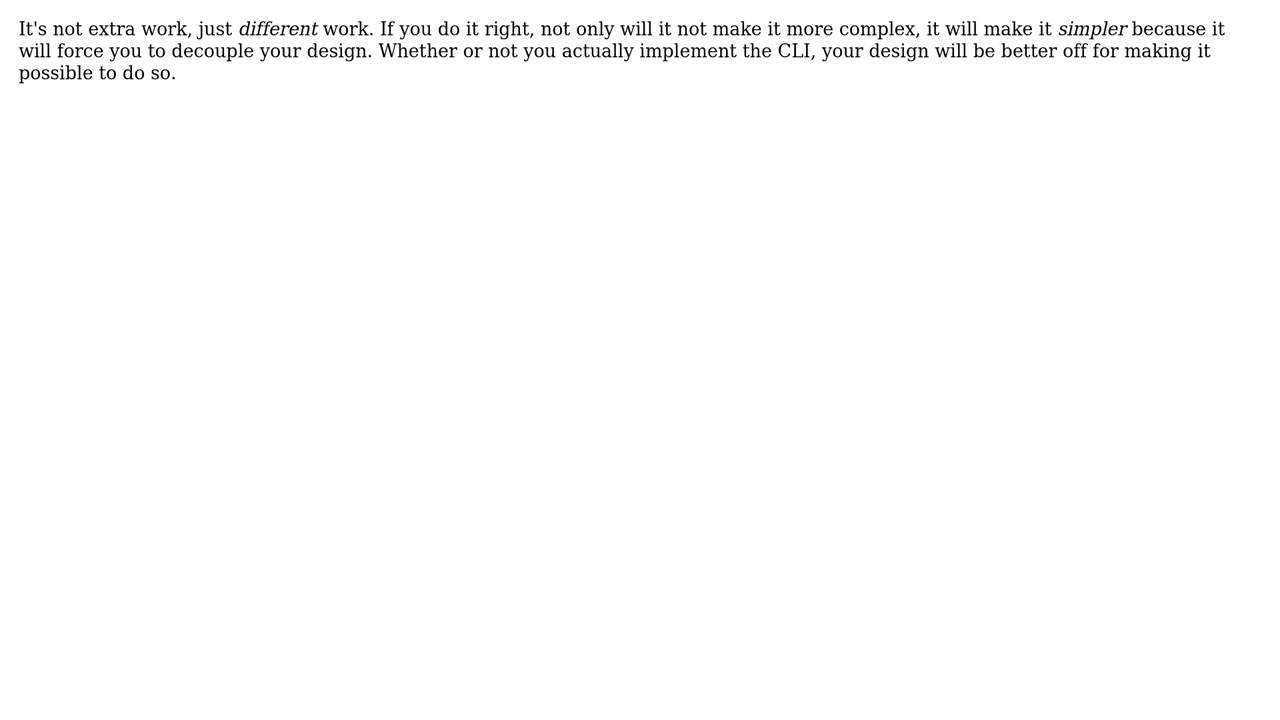 It's not extra work, just different work. If you do it right, not only will it not make it more complex, it will make it simpler because it
will force you to decouple your design. Whether or not you actually implement the CLI, your design will be better off for making it
possible to do so.